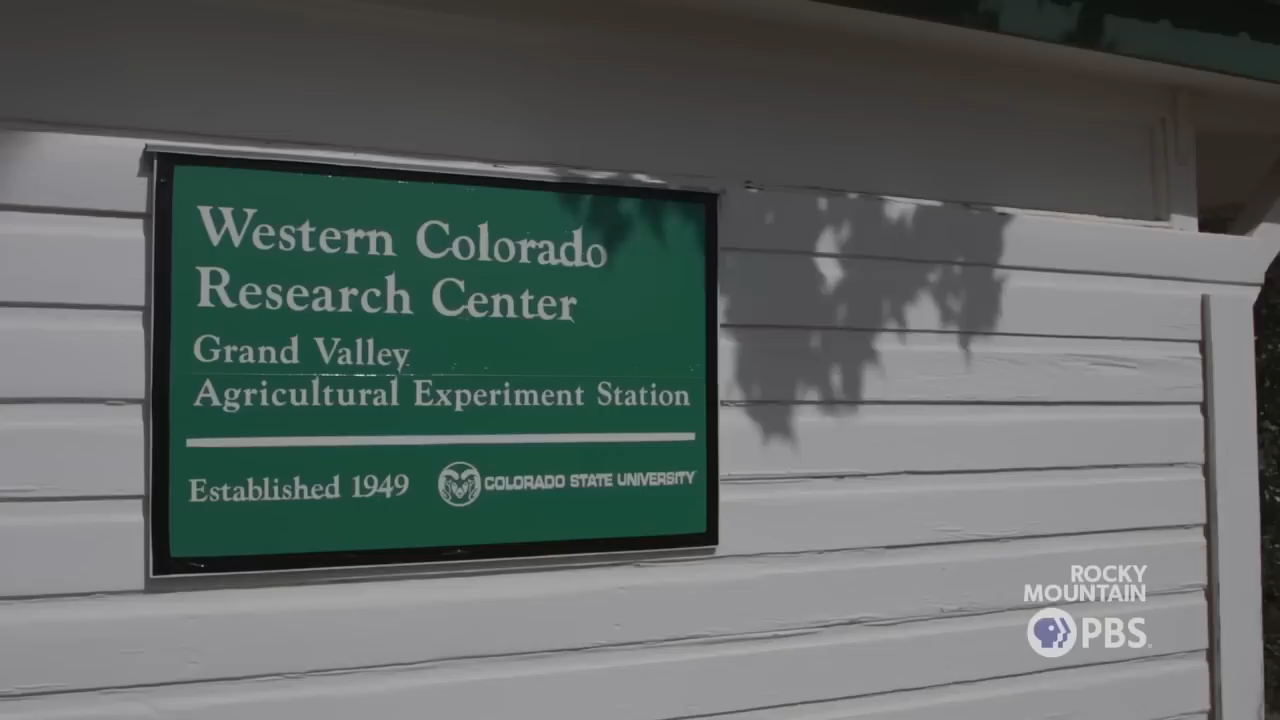 Western Colorado
Research Center
Grand Valley
Agricultural Experiment Station
Established 1949
COLORADO STATE UNIVERSITY
ROCKY
MOUNTAIN
PBS